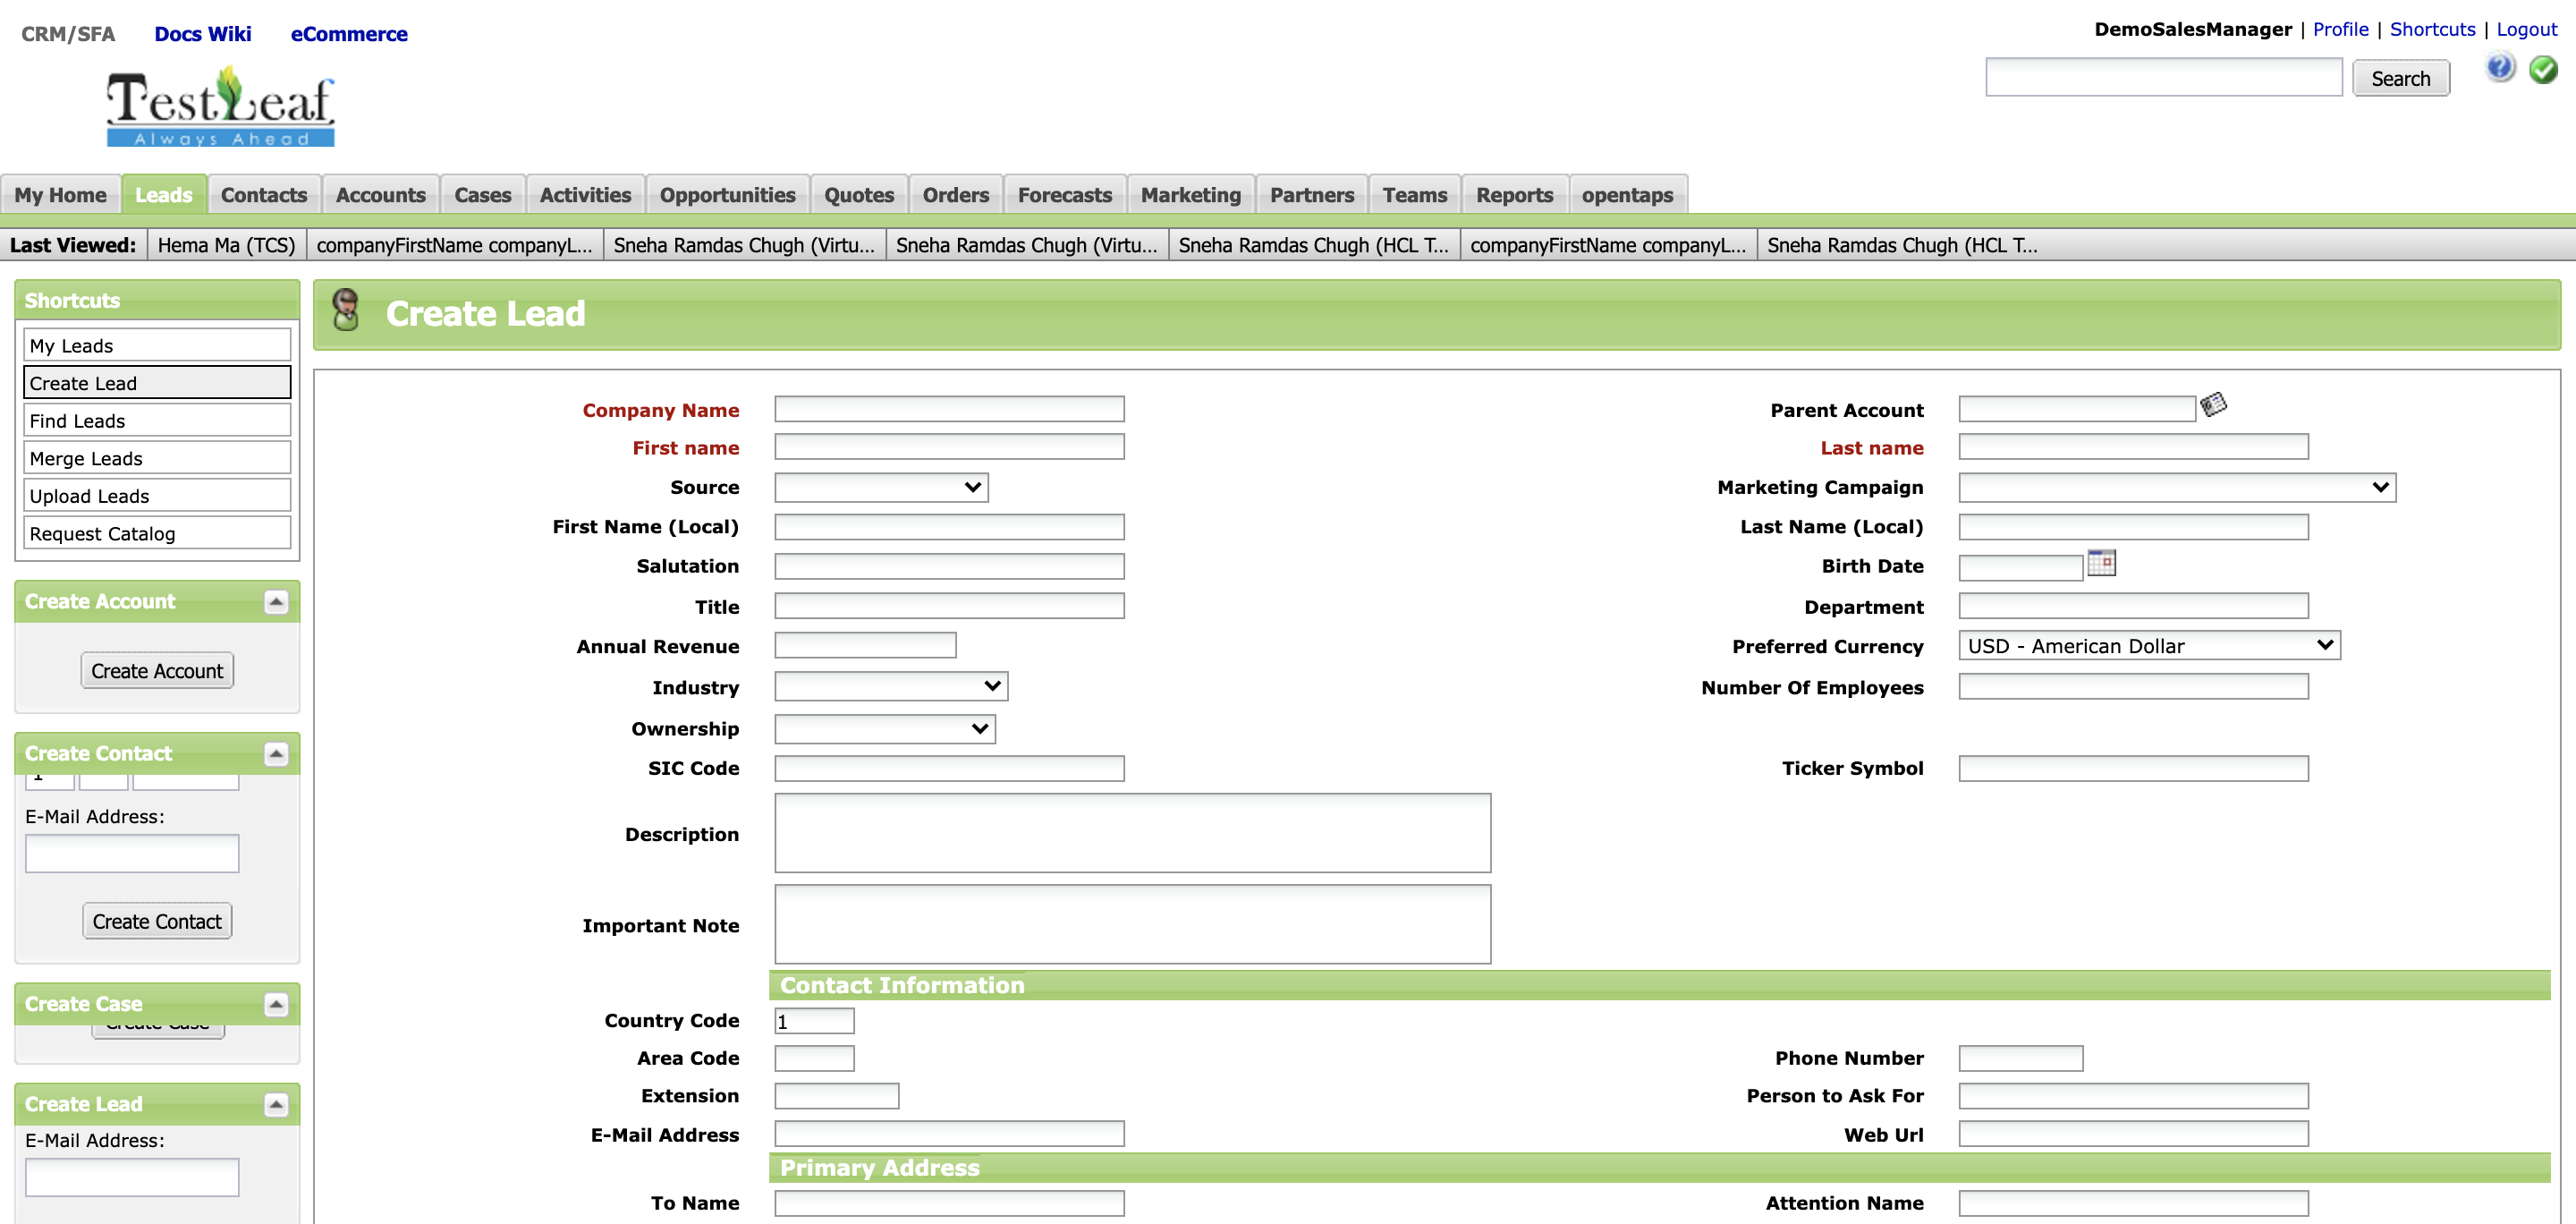 CRM/SFA Docs Wiki eCommerce
DemoSalesManager | Profile | Shortcuts | Logout
Search
TestLeaf
Always Ahead
My Home Leads Contacts Accounts Cases Activities Opportunities Quotes Orders Forecasts Marketing Partners Teams Reports opentaps
Last Viewed: Hema Ma (TCS) companyFirstName companyL... Sneha Ramdas Chugh (Virtu... Sneha Ramdas Chugh (Virtu... Sneha Ramdas Chugh (HCL T... companyFirstName companyL... Sneha Ramdas Chugh (HCL T...
Shortcuts
My Leads
Create Lead
Find Leads
Merge Leads
Upload Leads
Request Catalog
Create Account
Create Account
Create Contact
1
E-Mail Address:
Create Contact
Create Case
Create Case
Create Lead
E-Mail Address:
Create Lead
Company Name Parent Account
First name Last name
Source Marketing Campaign
First Name (Local) Last Name (Local)
Salutation Birth Date
Title Department
Annual Revenue Preferred Currency USD - American Dollar
Industry Number Of Employees
Ownership
SIC Code Ticker Symbol
Description
Important Note
Contact Information
Country Code 1
Area Code Phone Number
Extension Person to Ask For
E-Mail Address Web Url
Primary Address
To Name Attention Name